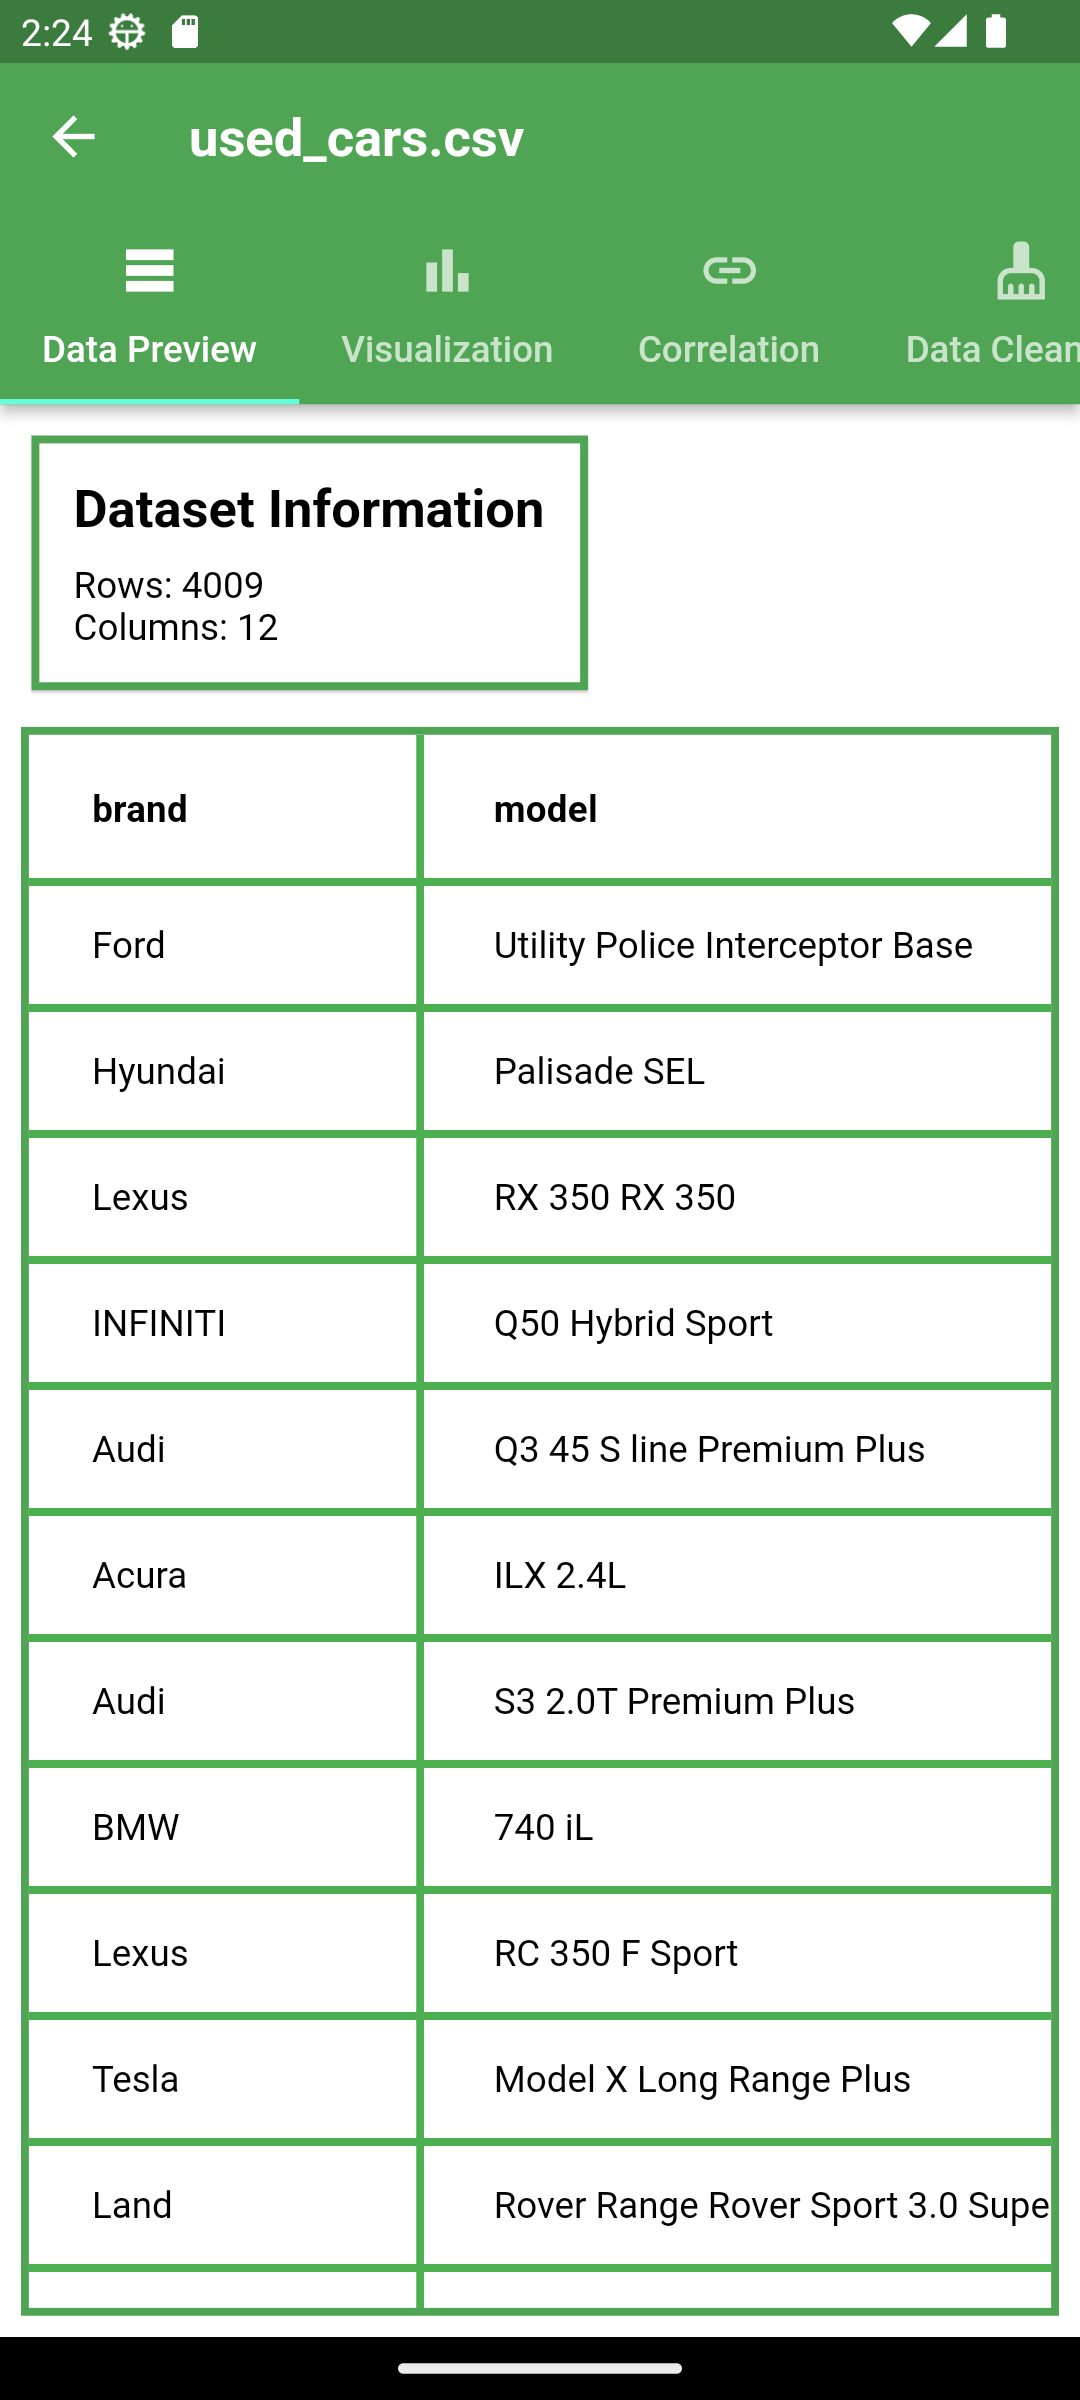 2:24
used_cars.csv
Data Preview
Visualization
Correlation
Data Clean
Dataset Information
Rows: 4009
Columns: 12
brand model
Ford Utility Police Interceptor Base
Hyundai Palisade SEL
Lexus RX 350 RX 350
INFINITI Q50 Hybrid Sport
Audi Q3 45 S line Premium Plus
Acura ILX 2.4L
Audi S3 2.0T Premium Plus
BMW 740 iL
Lexus RC 350 F Sport
Tesla Model X Long Range Plus
Land Rover Range Rover Sport 3.0 Supe